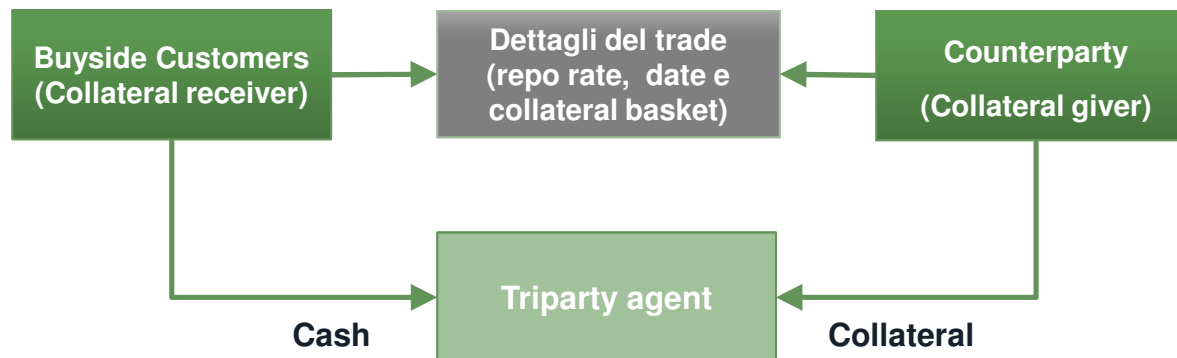 Buyside Customers
(Collateral receiver)
Dettagli del trade
(repo rate, date e
collateral basket)
Counterparty
(Collateral giver)
Triparty agent
Cash
Collateral